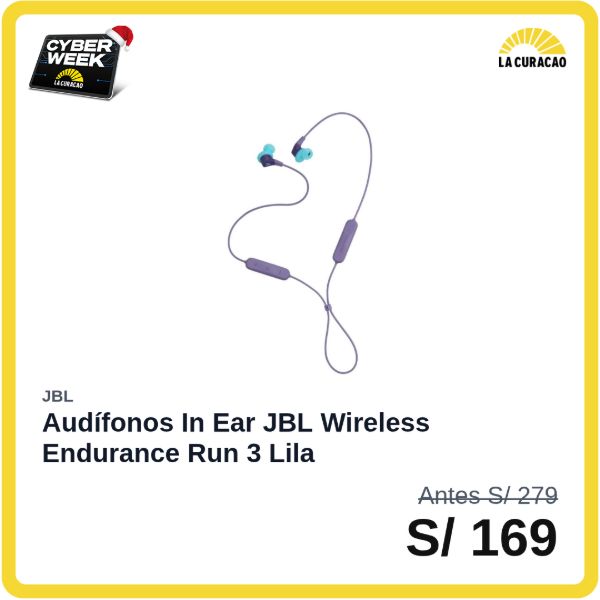 CYBER
WEEK
LA CURACAO
LA CURACAO
JBL
Audífonos In Ear JBL Wireless
Endurance Run 3 Lila
Antes S/ 279
S/ 169